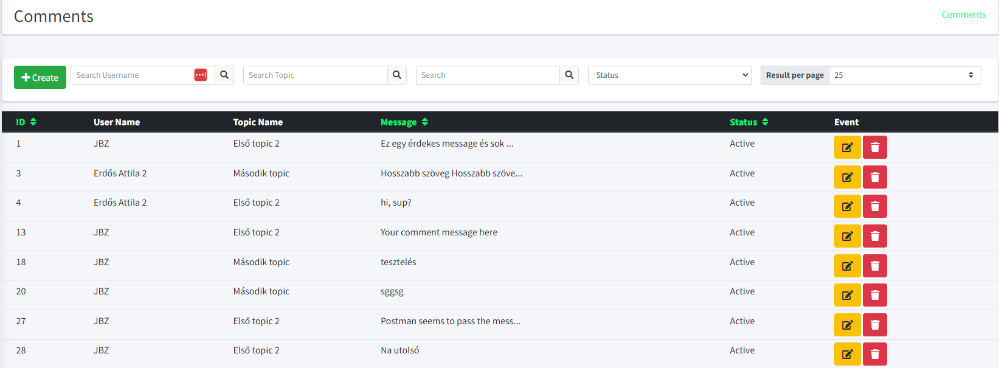 Comments
Comments
Create Search Username Search Topic Search Status Result per page 25
ID User Name Topic Name Message Status Event
1 JBZ Első topic 2 Ez egy érdekes message és sok ... Active
3 Erdős Attila 2 Második topic Hosszabb szöveg Hosszabb szöve... Active
4 Erdős Attila 2 Első topic 2 hi, sup? Active
13 JBZ Első topic 2 Your comment message here Active
18 JBZ Második topic tesztelés Active
20 JBZ Második topic sggsg Active
27 JBZ Első topic 2 Postman seems to pass the mess... Active
28 JBZ Első topic 2 Na utolsó Active